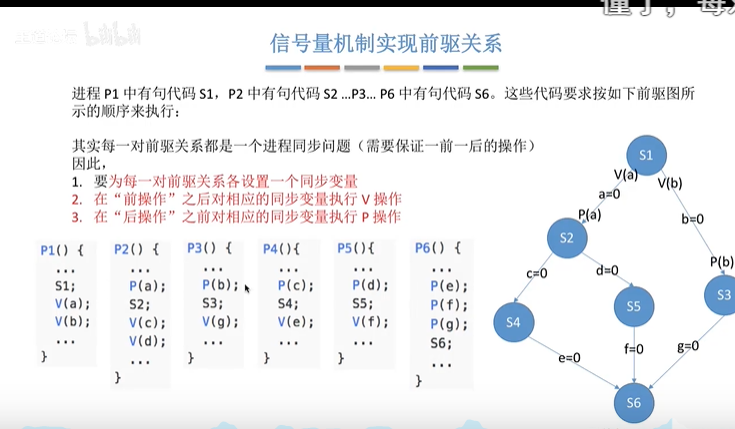 懂了，每
bilibili
信号量机制实现前驱关系
进程 P1 中有句代码 S1，P2 中有句代码 S2 ...P3... P6 中有句代码 S6。这些代码要求按如下前驱图所
示的顺序来执行：
其实每一对前驱关系都是一个进程同步问题（需要保证一前一后的操作）
因此，
1. 要为每一对前驱关系各设置一个同步变量
2. 在“前操作”之后对相应的同步变量执行 V 操作
3. 在“后操作”之前对相应的同步变量执行 P 操作
P1() {
...
S1;
V(a);
V(b);
...
}
P2() {
...
P(a);
S2;
V(c);
V(d);
...
}
P3() {
...
P(b);
S3;
V(g);
...
}
P4(){
...
P(c);
S4;
V(e);
...
}
P5(){
...
P(d);
S5;
V(f);
...
}
P6() {
...
P(e);
P(f);
P(g);
S6;
...
}
S1
V(a)
V(b)
a=0
b=0
P(a)
S2
P(b)
c=0
d=0
S3
S5
S4
e=0
f=0
g=0
S6